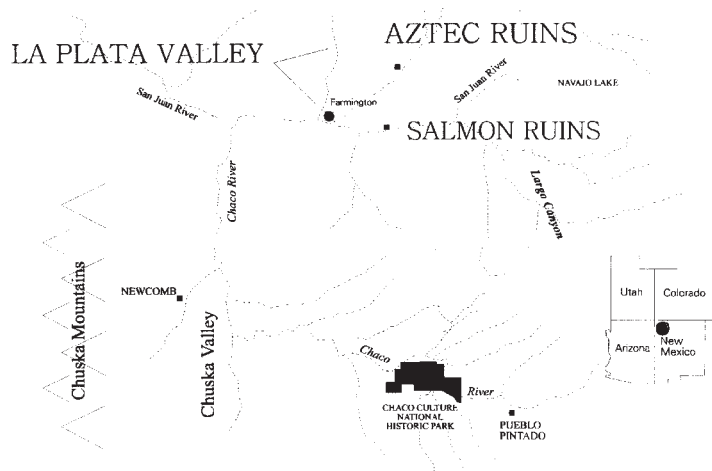 AZTEC RUINS
LA PLATA VALLEY
San Juan River
NAVAJO LAKE
San Juan River
Farmington
SALMON RUINS
Chaco River
Largo Canyon
Chuska Mountains
NEWCOMB
Chuska Valley
Utah
Colorado
Arizona
New
Mexico
Chaco
River
CHACO CULTURE
NATIONAL
HISTORIC PARK
PUEBLO
PINTADO